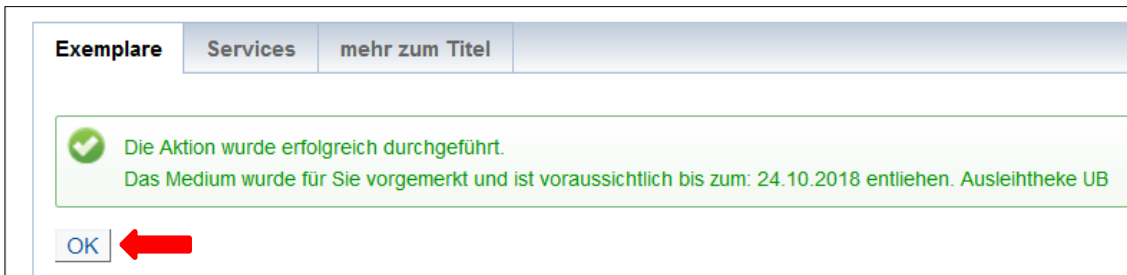 Exemplare Services mehr zum Titel
Die Aktion wurde erfolgreich durchgeführt.
Das Medium wurde für Sie vorgemerkt und ist voraussichtlich bis zum: 24.10.2018 entliehen. Ausleihtheke UB
OK